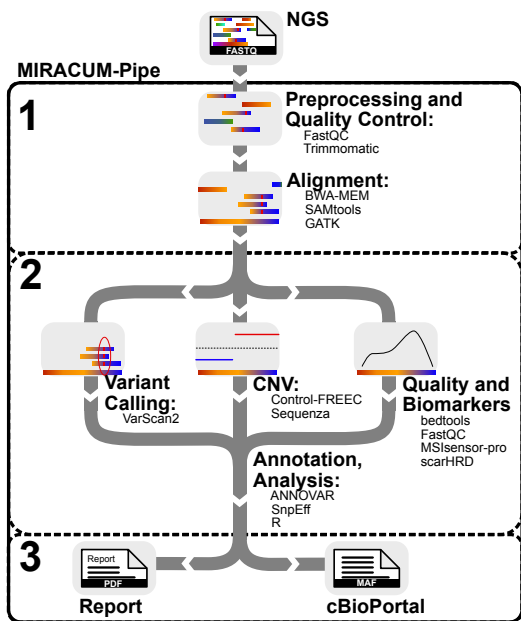 NGS
FASTQ
MIRACUM-Pipe
1
Preprocessing and
Quality Control:
FastQC
Trimmomatic
Alignment:
BWA-MEM
SAMtools
GATK
2
Variant
Calling:
VarScan2
CNV:
Control-FREEC
Sequenza
Quality and
Biomarkers
bedtools
FastQC
MSIsensor-pro
scarHRD
Annotation,
Analysis:
ANNOVAR
SnpEff
R
3
Report
PDF
Report
MAF
cBioPortal